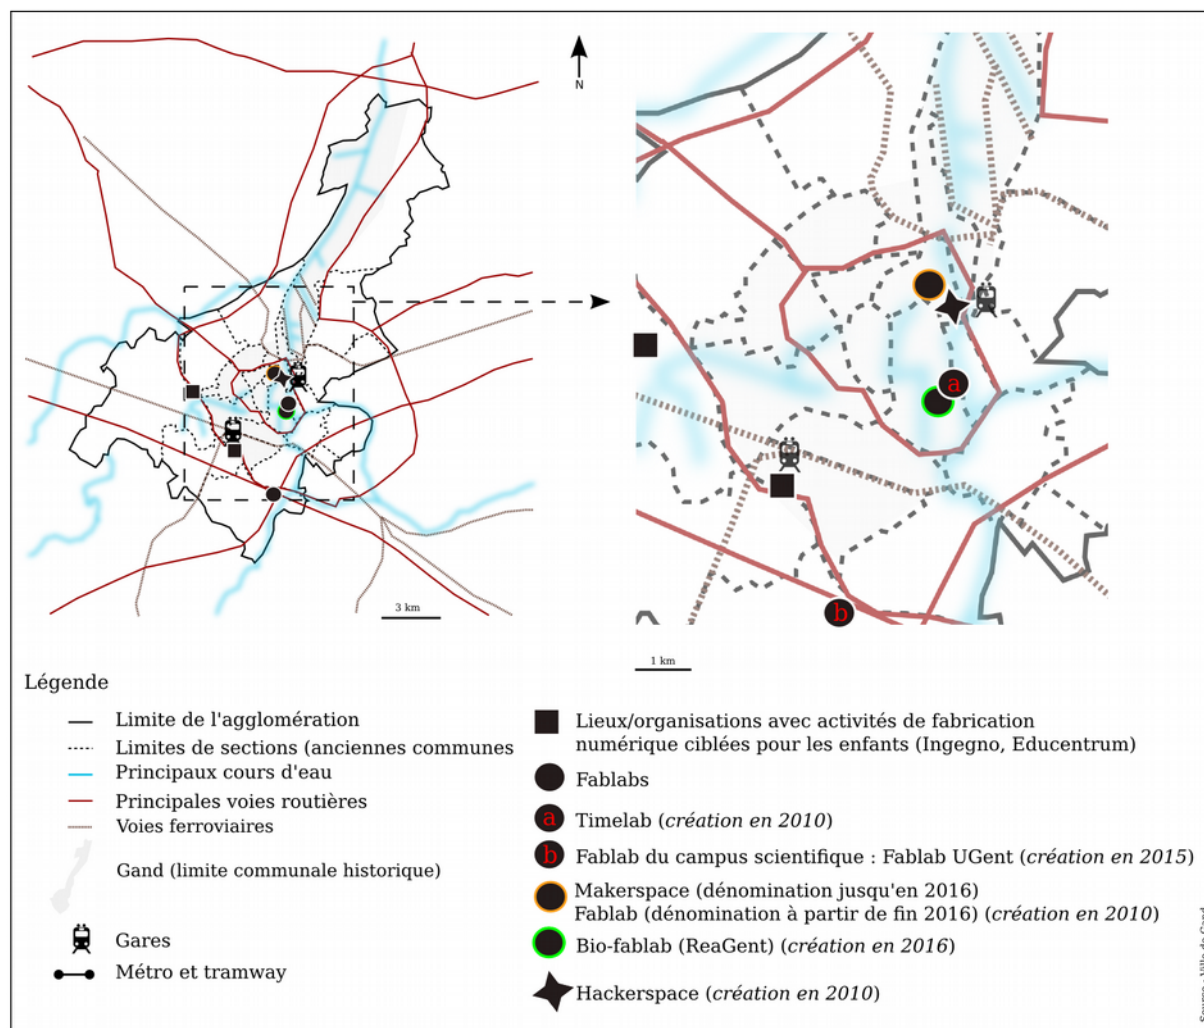 N
3 km
a
b
1 km
Légende
Limite de l'agglomération
Limites de sections (anciennes communes
Principaux cours d'eau
Principales voies routières
Voies ferroviaires
Gand (limite communale historique)
Gares
Métro et tramway
Lieux/organisations avec activités de fabrication
numérique ciblées pour les enfants (Ingegno, Educentrum)
Fablabs
a Timelab (création en 2010)
b Fablab du campus scientifique : Fablab UGent (création en 2015)
Makerspace (dénomination jusqu'en 2016)
Fablab (dénomination à partir de fin 2016) (création en 2010)
Bio-fablab (ReaGent) (création en 2016)
Hackerspace (création en 2010)
Source : Ville de Gand